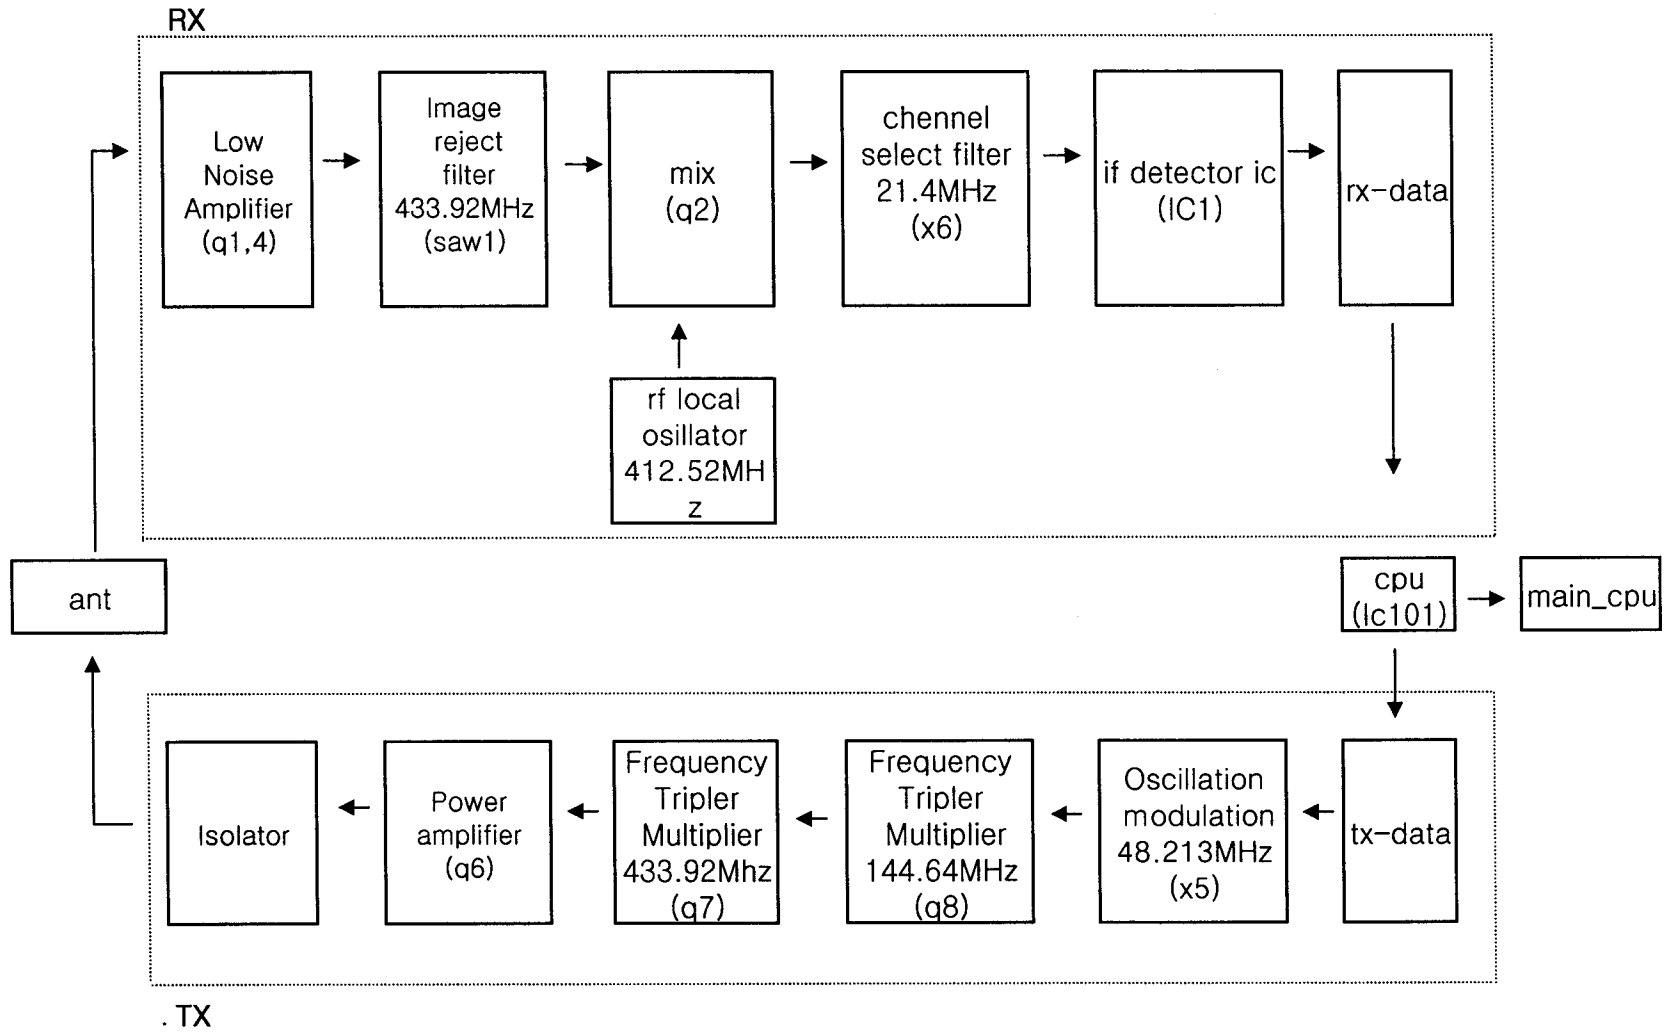 RX
Low
Noise
Amplifier
(q1,4)
Image
reject
filter
433.92MHz
(saw1)
mix
(q2)
chennel
select filter
21.4MHz
(x6)
if detector ic
(IC1)
rx-data
rf local
osillator
412.52MH
z
ant
cpu
(Ic101)
main_cpu
Isolator
Power
amplifier
(q6)
Frequency
Tripler
Multiplier
433.92Mhz
(q7)
Frequency
Tripler
Multiplier
144.64MHz
(q8)
Oscillation
modulation
48.213MHz
(x5)
tx-data
. TX